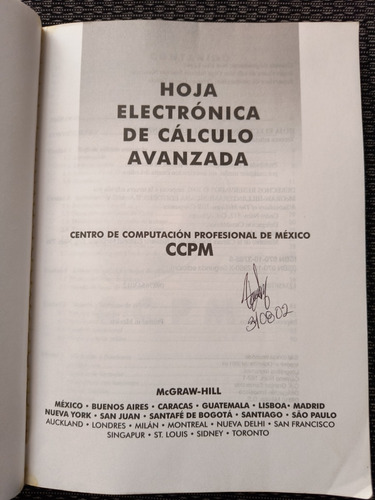 HOJA
ELECTRÓNICA
DE CÁLCULO
AVANZADA
CENTRO DE COMPUTACIÓN PROFESIONAL DE MÉXICO
CCPM
31/08/02
McGRAW-HILL
MÉXICO • BUENOS AIRES • CARACAS • GUATEMALA • LISBOA • MADRID
NUEVA YORK • SAN JUAN • SANTAFÉ DE BOGOTÁ • SANTIAGO • SÃO PAULO
AUCKLAND • LONDRES • MILÁN • MONTREAL • NUEVA DELHI • SAN FRANCISCO
SINGAPUR • ST. LOUIS • SIDNEY • TORONTO